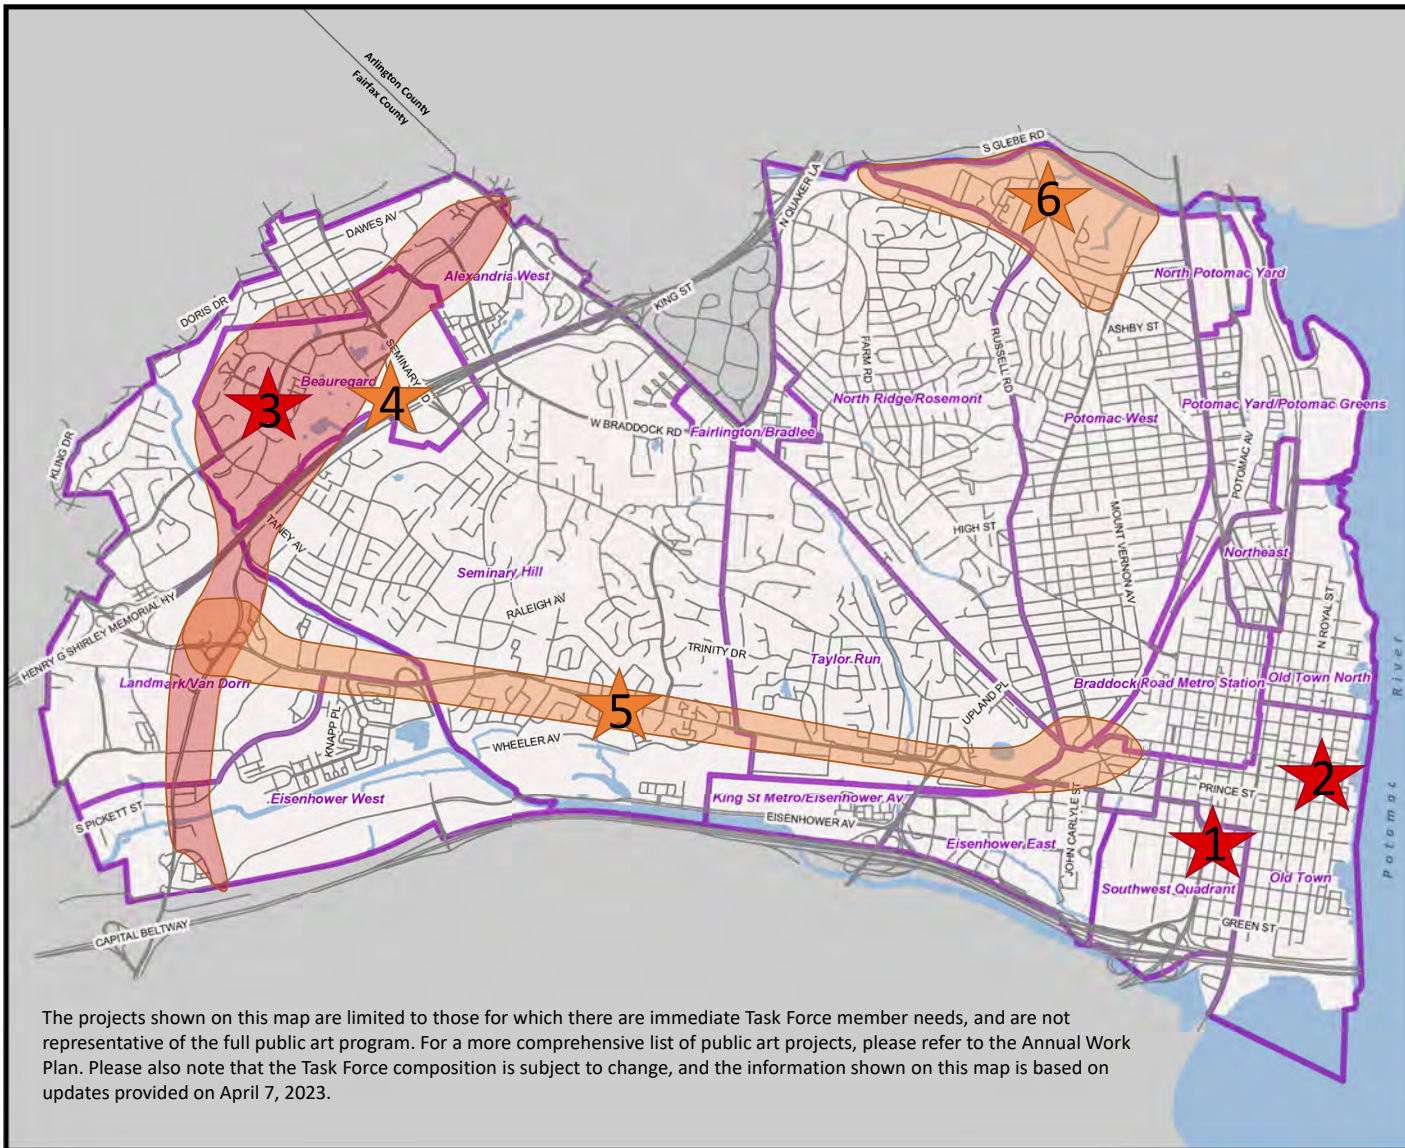 Arlington County
Fairfax County
S GLEBE RD
N QUAKER LA
6
DAWES AV
Alexandria West
North Potomac Yard
DORIS DR
KING ST
ASHBY ST
SEMINARY D
RUSSELL RD
FARM RD
Beauregard
3
4
North Ridge/Rosemont
Potomac Yard/Potomac Greens
Potomac West
W BRADDOCK RD
Fairlington/Bradlee
KLING DR
POTOMAC AV
TANEY AV
HIGH ST
MOUNT VERNON AV
Northeast
Seminary Hill
RALEIGH AV
N ROYAL ST
HENRY G SHIRLEY MEMORIAL HY
TRINITY DR
Taylor Run
Landmark/Van Dorn
Braddock Road Metro Station
Old Town North
UPLAND PL
KNAPP PL
5
WHEELER AV
2
Potomac River
Eisenhower West
King St Metro/Eisenhower Av
PRINCE ST
S PICKETT ST
EISENHOWER AV
JOHN CARLYLE ST
Eisenhower East
1
Southwest Quadrant
Old Town
GREEN ST
CAPITAL BELTWAY
The projects shown on this map are limited to those for which there are immediate Task Force member needs, and are not
representative of the full public art program. For a more comprehensive list of public art projects, please refer to the Annual Work
Plan. Please also note that the Task Force composition is subject to change, and the information shown on this map is based on
updates provided on April 7, 2023.